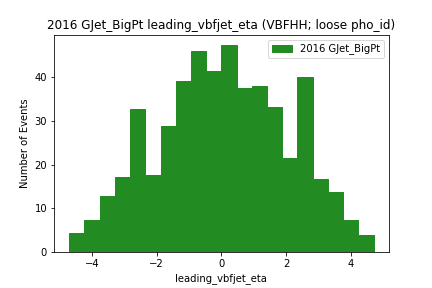 2016 GJet_BigPt leading_vbfjet_eta (VBFHH; loose pho_id)
2016 GJet_BigPt
Number of Events
40
30
20
10
0
−4 −2 0 2 4
leading_vbfjet_eta